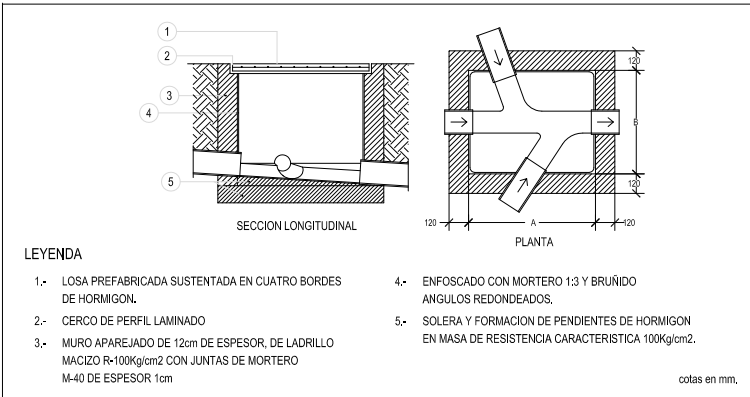 1
2
3
4
5
SECCION LONGITUDINAL
120
B
120
120
A
120
PLANTA
LEYENDA
1.- LOSA PREFABRICADA SUSTENTADA EN CUATRO BORDES
DE HORMIGON.
2.- CERCO DE PERFIL LAMINADO
3.- MURO APAREJADO DE 12cm DE ESPESOR, DE LADRILLO
MACIZO R-100Kg/cm2 CON JUNTAS DE MORTERO
M-40 DE ESPESOR 1cm
4.- ENFOSCADO CON MORTERO 1:3 Y BRUÑIDO
ANGULOS REDONDEADOS.
5.- SOLERA Y FORMACION DE PENDIENTES DE HORMIGON
EN MASA DE RESISTENCIA CARACTERISTICA 100Kg/cm2.
cotas en mm.